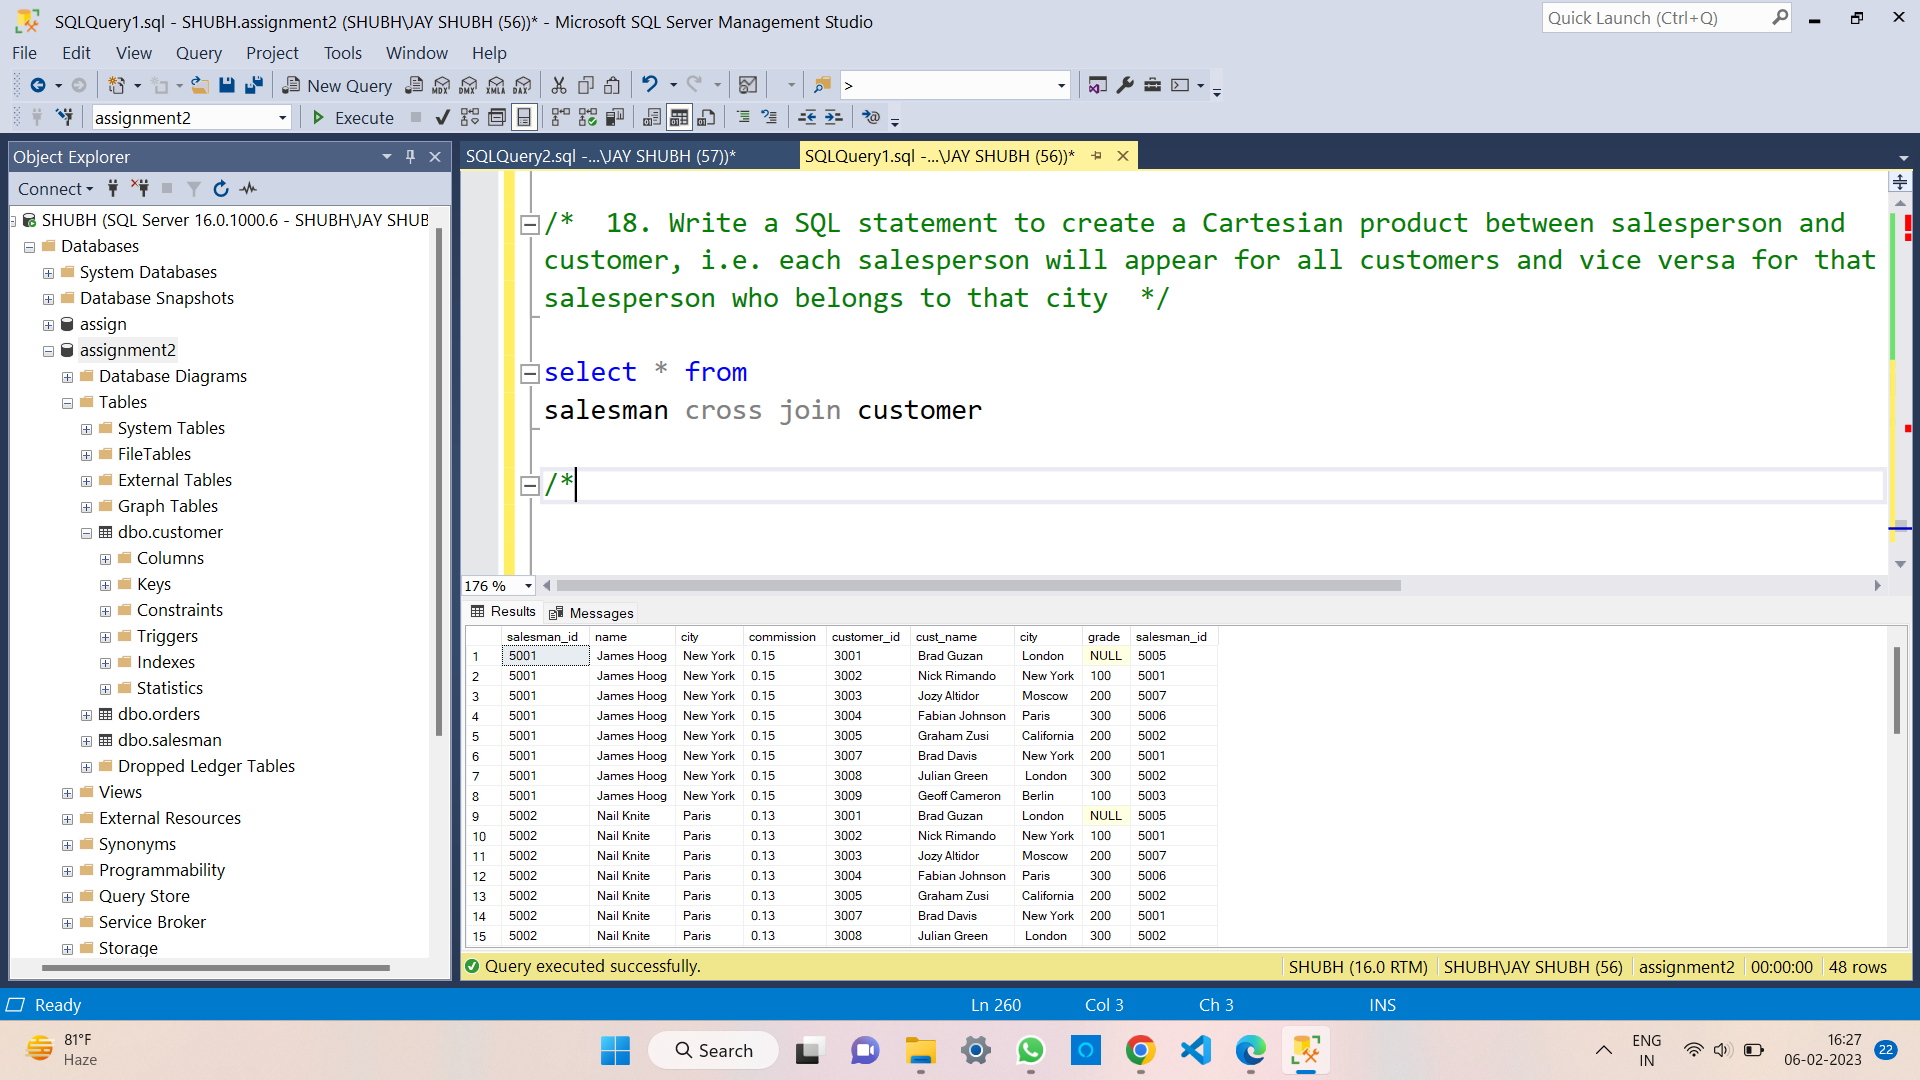 SQLQuery1.sql - SHUBH.assignment2 (SHUBH\JAY SHUBH (56))* - Microsoft SQL Server Management Studio
Quick Launch (Ctrl+Q)
File Edit View Query Project Tools Window Help
New Query MDX DMX XMLA DAX >
assignment2 Execute
Object Explorer
SQLQuery2.sql -...\JAY SHUBH (57))* SQLQuery1.sql -...\JAY SHUBH (56))*
Connect
SHUBH (SQL Server 16.0.1000.6 - SHUBH\JAY SHUB
Databases
System Databases
Database Snapshots
assign
assignment2
Database Diagrams
Tables
System Tables
FileTables
External Tables
Graph Tables
dbo.customer
Columns
Keys
Constraints
Triggers
Indexes
Statistics
dbo.orders
dbo.salesman
Dropped Ledger Tables
Views
External Resources
Synonyms
Programmability
Query Store
Service Broker
Storage
/*  18. Write a SQL statement to create a Cartesian product between salesperson and
customer, i.e. each salesperson will appear for all customers and vice versa for that
salesperson who belongs to that city  */
select * from
salesman cross join customer
/*
176 %
Results Messages
salesman_id name city commission customer_id cust_name city grade salesman_id
1 5001 James Hoog New York 0.15 3001 Brad Guzan London NULL 5005
2 5001 James Hoog New York 0.15 3002 Nick Rimando New York 100 5001
3 5001 James Hoog New York 0.15 3003 Jozy Altidor Moscow 200 5007
4 5001 James Hoog New York 0.15 3004 Fabian Johnson Paris 300 5006
5 5001 James Hoog New York 0.15 3005 Graham Zusi California 200 5002
6 5001 James Hoog New York 0.15 3007 Brad Davis New York 200 5001
7 5001 James Hoog New York 0.15 3008 Julian Green London 300 5002
8 5001 James Hoog New York 0.15 3009 Geoff Cameron Berlin 100 5003
9 5002 Nail Knite Paris 0.13 3001 Brad Guzan London NULL 5005
10 5002 Nail Knite Paris 0.13 3002 Nick Rimando New York 100 5001
11 5002 Nail Knite Paris 0.13 3003 Jozy Altidor Moscow 200 5007
12 5002 Nail Knite Paris 0.13 3004 Fabian Johnson Paris 300 5006
13 5002 Nail Knite Paris 0.13 3005 Graham Zusi California 200 5002
14 5002 Nail Knite Paris 0.13 3007 Brad Davis New York 200 5001
15 5002 Nail Knite Paris 0.13 3008 Julian Green London 300 5002
Query executed successfully. SHUBH (16.0 RTM) SHUBH\JAY SHUBH (56) assignment2 00:00:00 48 rows
Ready Ln 260 Col 3 Ch 3 INS
81°F
Haze
Search
ENG
IN
16:27
06-02-2023
22